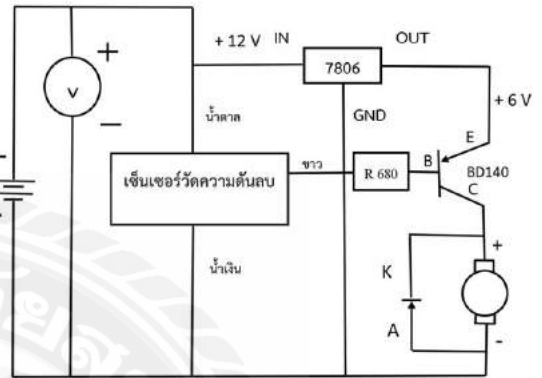 + 12 V IN
OUT
7806
+
V
–
+ 6 V
น้ำตาล
GND
E
เซ็นเซอร์วัดความดันลบ
ขาว
R 680
B
BD140
C
น้ำเงิน
K
+
A
-